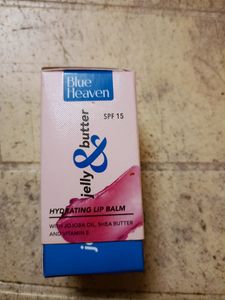 Blue
Heaven
SPF 15
jelly & butter
HYDRATING LIP BALM
WITH JOJOBA OIL, SHEA BUTTER
AND VITAMIN E